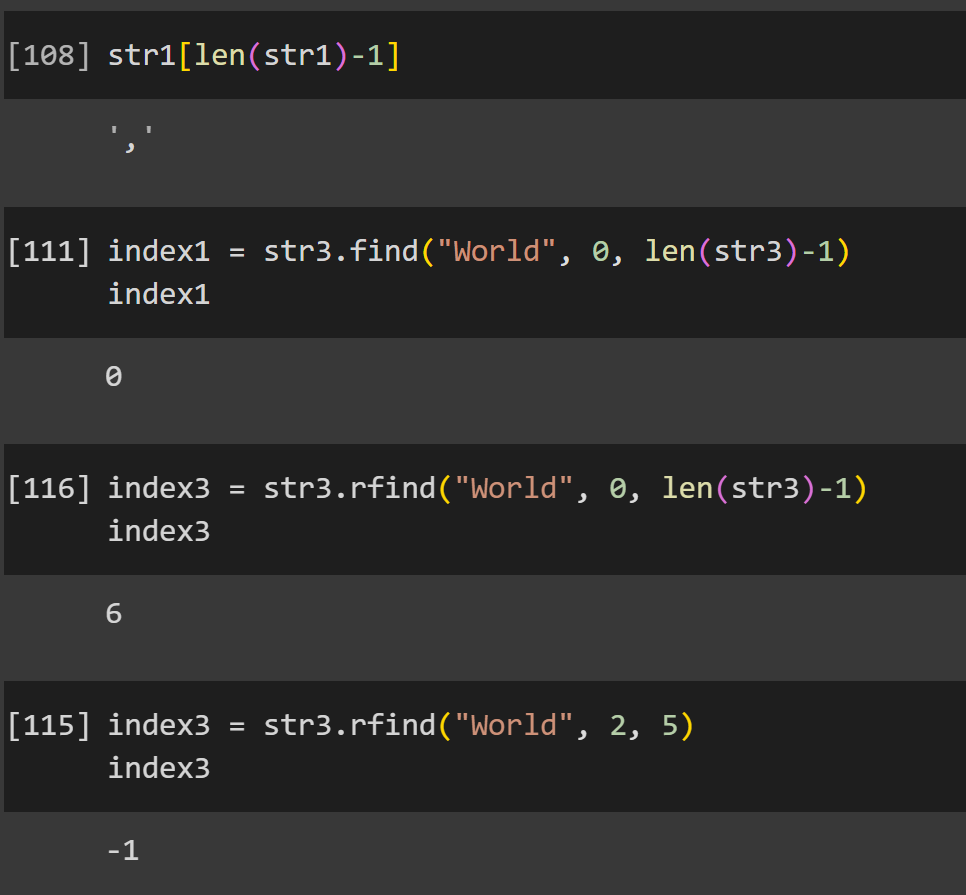 [108] str1[len(str1)-1]
','
[111] index1 = str3.find("World", 0, len(str3)-1)
index1
0
[116] index3 = str3.rfind("World", 0, len(str3)-1)
index3
6
[115] index3 = str3.rfind("World", 2, 5)
index3
-1